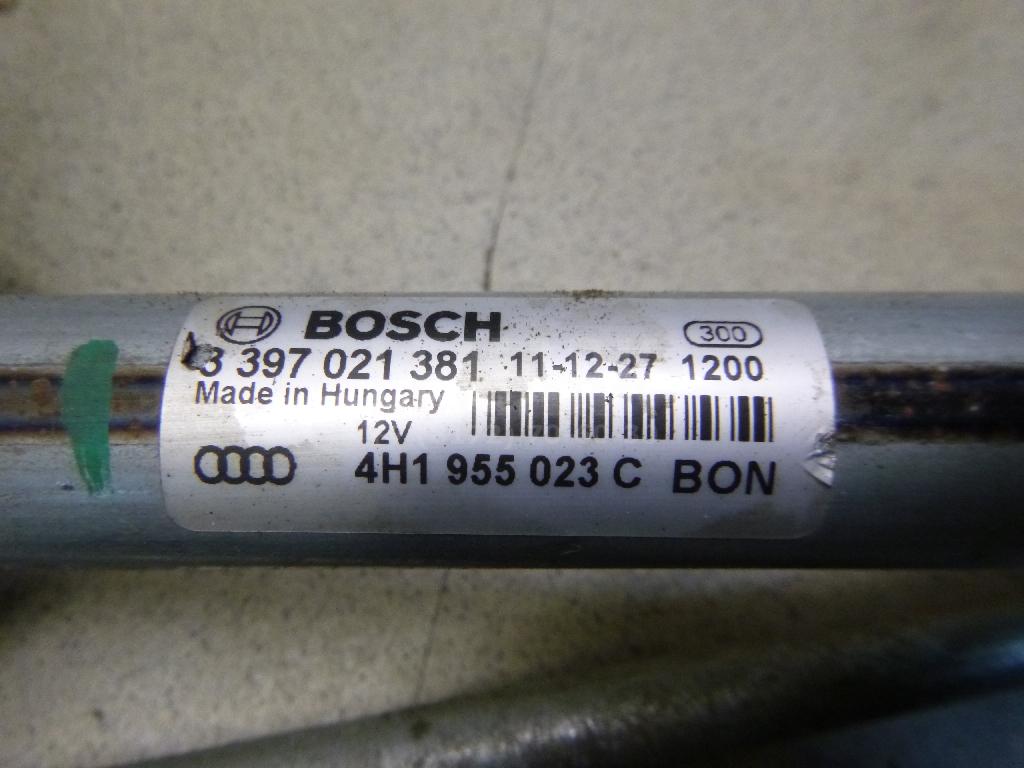 BOSCH 300
3 397 021 381 11-12-27 1200
Made in Hungary
12V
4H1 955 023 C BON